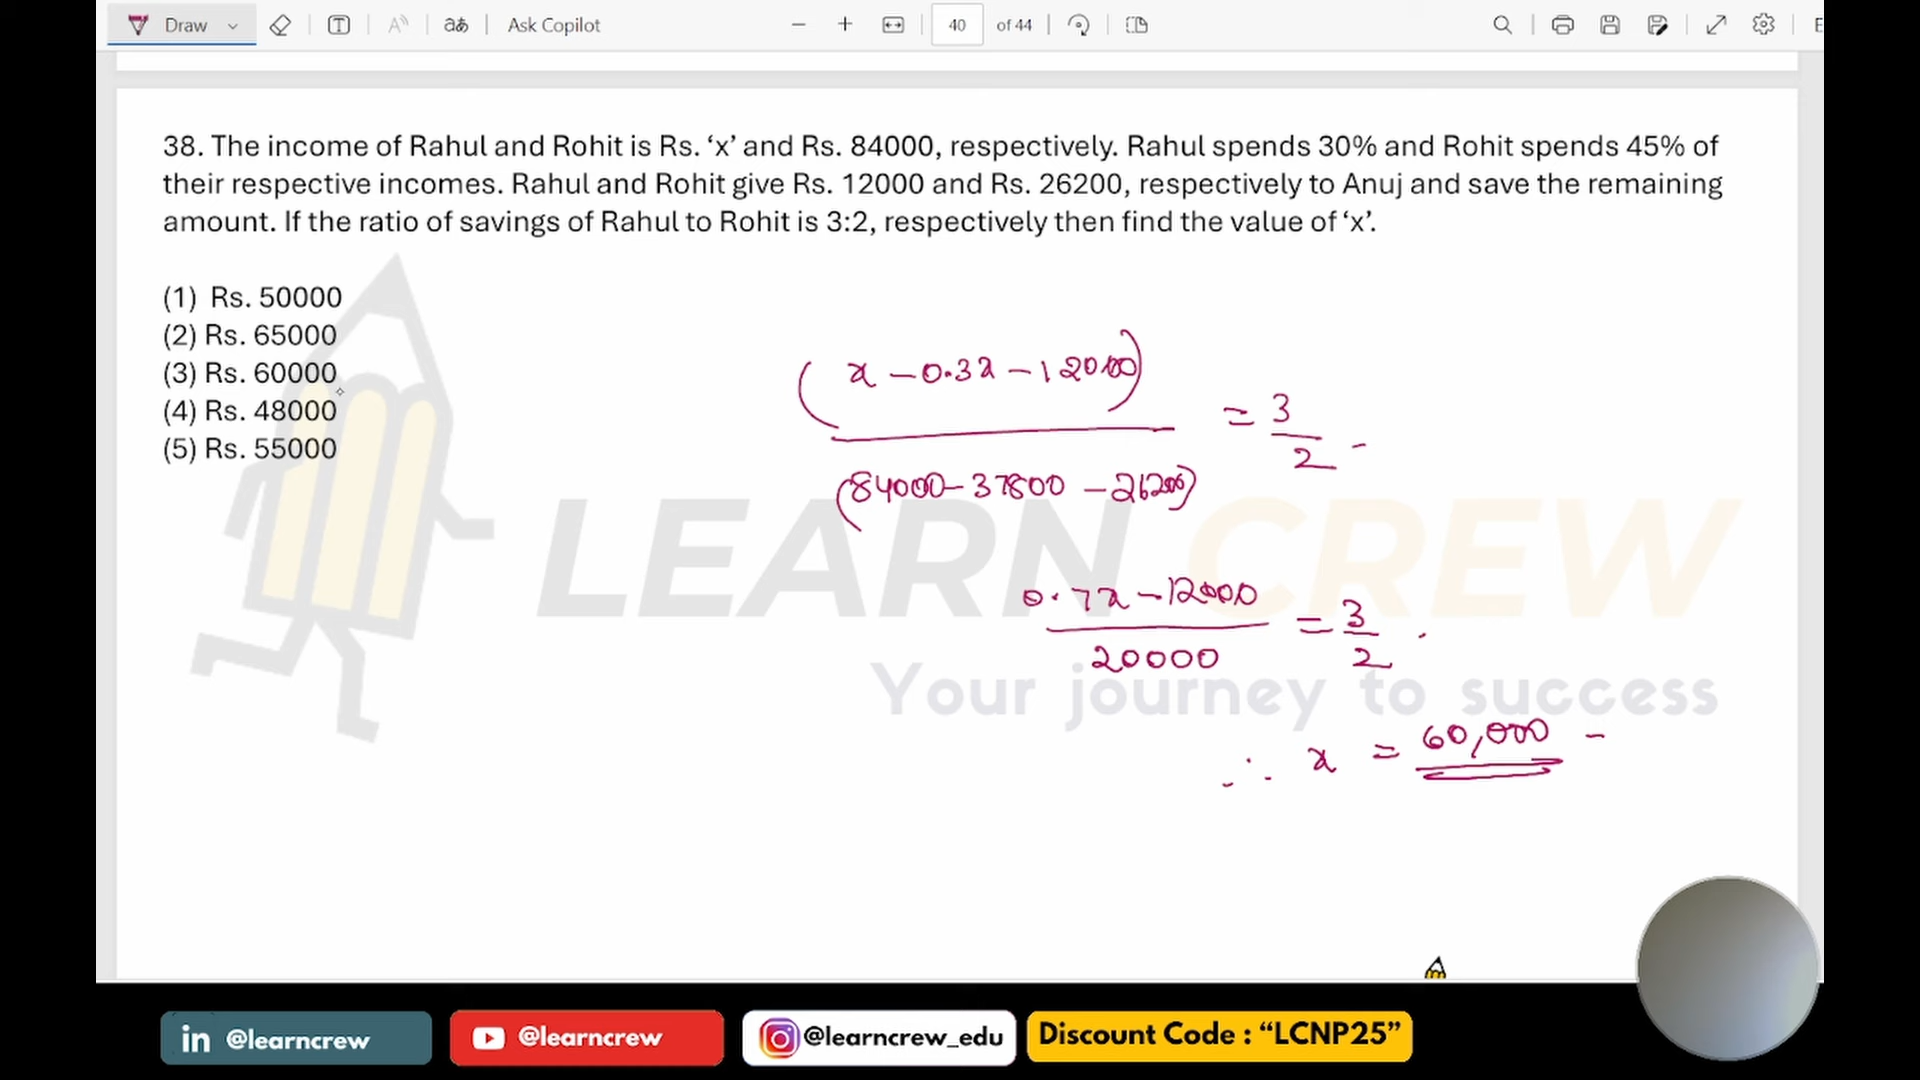 Draw
Ask Copilot
40 of 44
38. The income of Rahul and Rohit is Rs. ‘x’ and Rs. 84000, respectively. Rahul spends 30% and Rohit spends 45% of
their respective incomes. Rahul and Rohit give Rs. 12000 and Rs. 26200, respectively to Anuj and save the remaining
amount. If the ratio of savings of Rahul to Rohit is 3:2, respectively then find the value of ‘x’.
(1) Rs. 50000
(2) Rs. 65000
(3) Rs. 60000
(4) Rs. 48000
(5) Rs. 55000
(x - 0.3x - 12000)
= 3/2
(84000 - 37800 - 26200)
0.7x - 12000
= 3/2
20000
∴ x = 60,000
LEARN CREW
Your journey to success
in @learncrew
@learncrew
@learncrew_edu
Discount Code : “LCNP25”